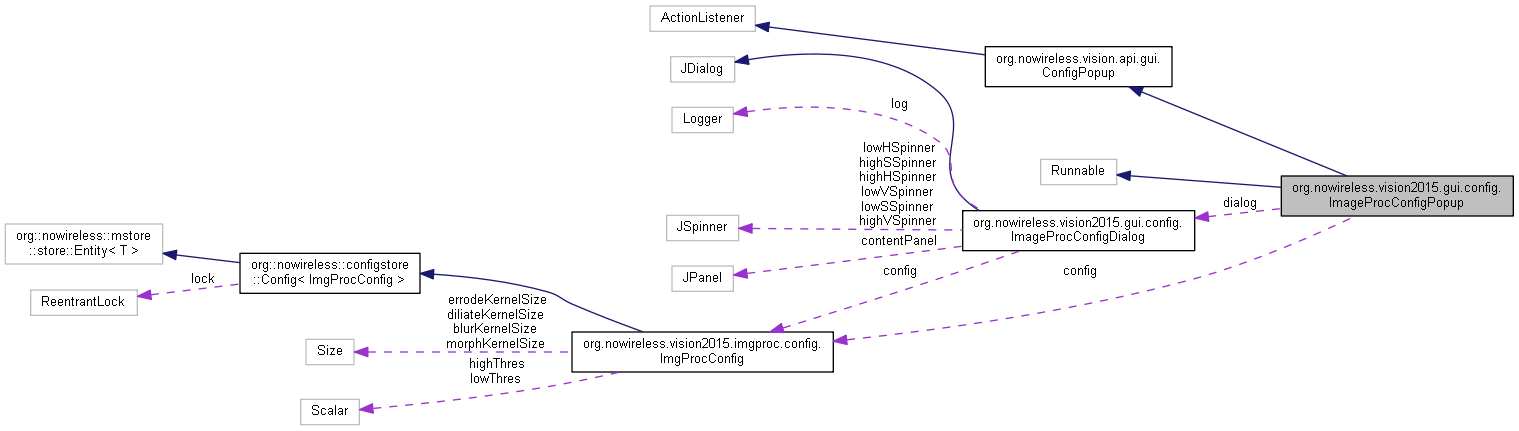 ActionListener
org.nowireless.vision.api.gui.
ConfigPopup
JDialog
Logger
log
lowHSpinner
highSSpinner
highHSpinner
lowVSpinner
lowSSpinner
highVSpinner
Runnable
org.nowireless.vision2015.gui.config.
ImageProcConfigPopup
dialog
JSpinner
contentPanel
org.nowireless.vision2015.gui.config.
ImageProcConfigDialog
org::nowireless::mstore
::store::Entity< T >
org::nowireless::configstore
::Config< ImgProcConfig >
lock
ReentrantLock
JPanel
config
config
errodeKernelSize
diliateKernelSize
blurKernelSize
morphKernelSize
Size
org.nowireless.vision2015.imgproc.config.
ImgProcConfig
highThres
lowThres
Scalar